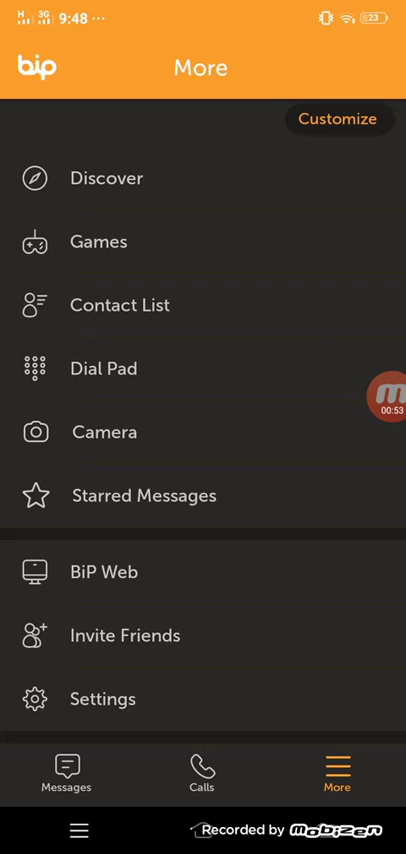 H 3G 9:48 ... 23
bip More
Customize
Discover
Games
Contact List
Dial Pad
m
00:53
Camera
Starred Messages
BiP Web
Invite Friends
Settings
Messages Calls More
Recorded by mobizen